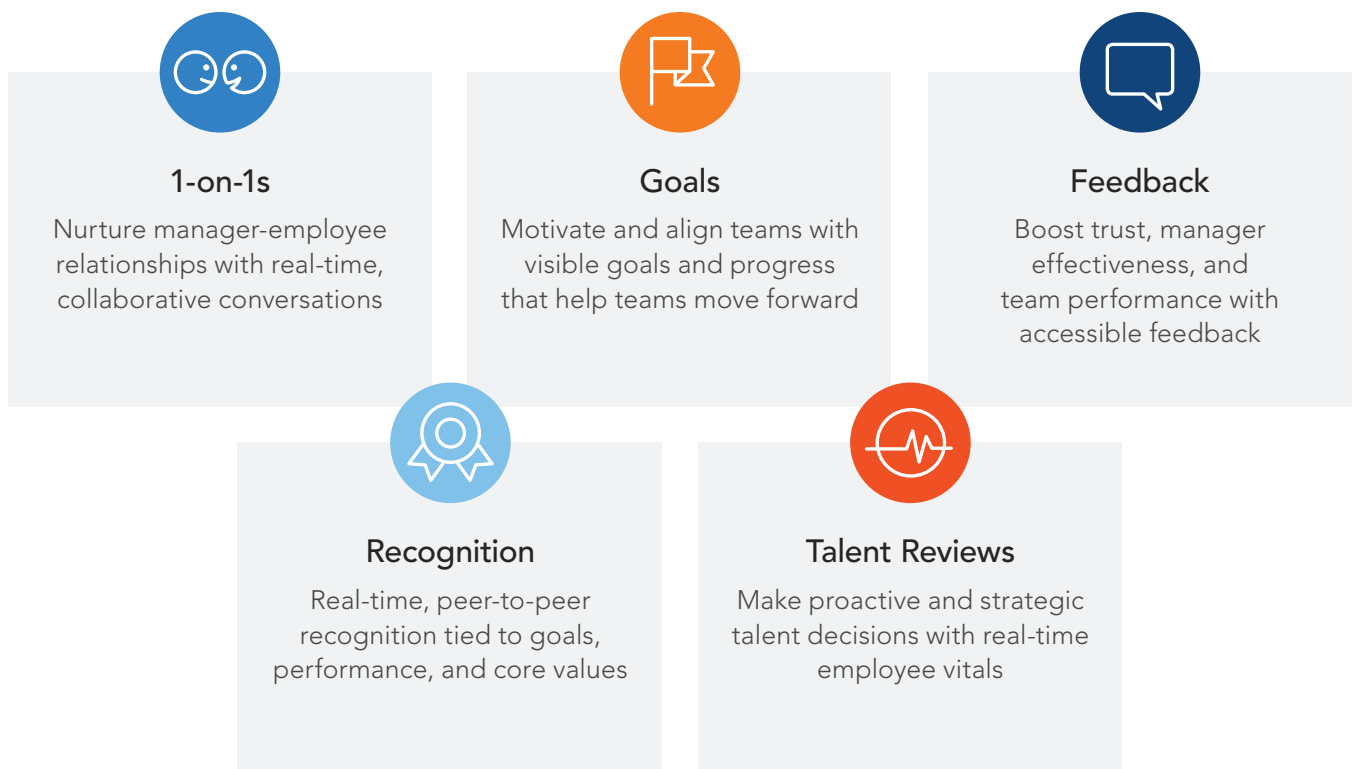 1-on-1s
Nurture manager-employee
relationships with real-time,
collaborative conversations
Goals
Motivate and align teams with
visible goals and progress
that help teams move forward
Feedback
Boost trust, manager
effectiveness, and
team performance with
accessible feedback
Recognition
Real-time, peer-to-peer
recognition tied to goals,
performance, and core values
Talent Reviews
Make proactive and strategic
talent decisions with real-time
employee vitals